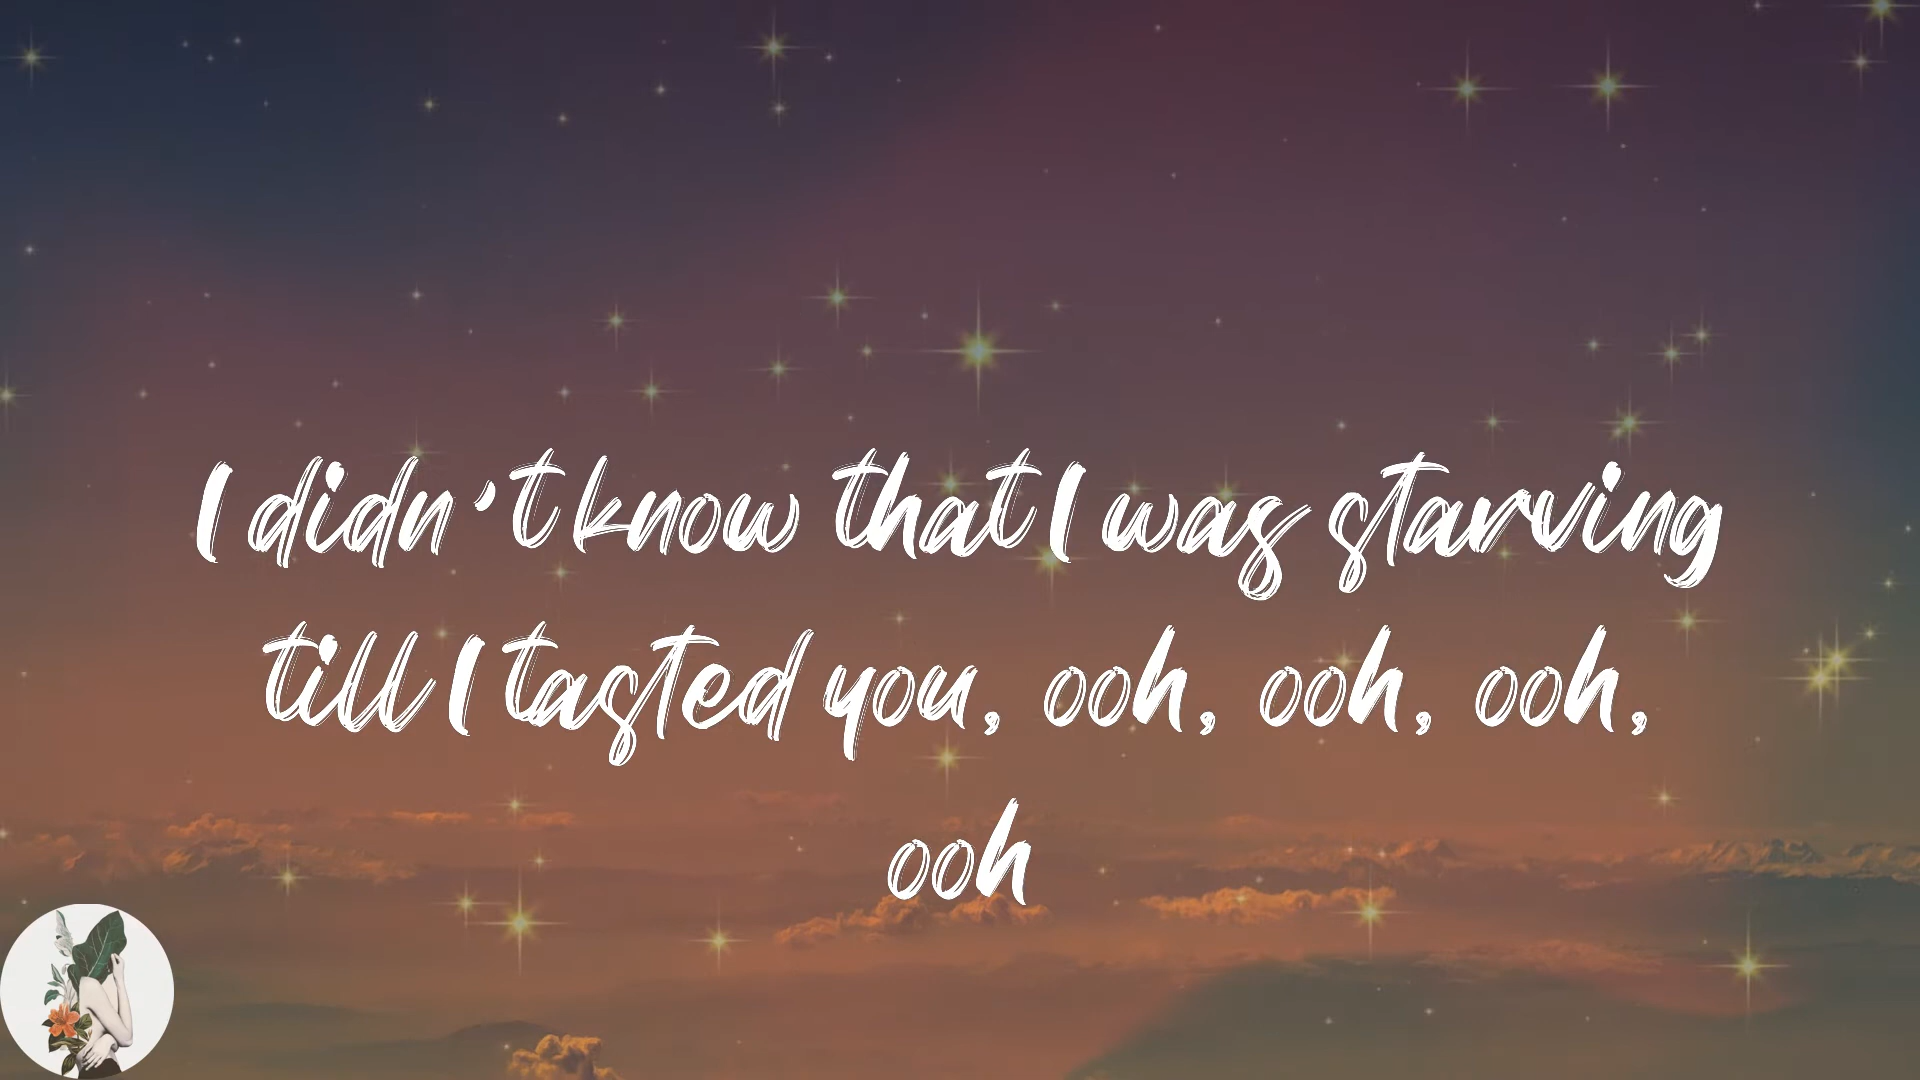 I didn't know that I was starving
till I tasted you, ooh, ooh, ooh,
ooh